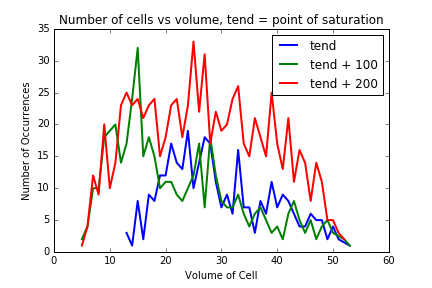 Number of cells vs volume, tend = point of saturation
35
30
25
20
15
10
5
0
Number of Occurrences
tend
tend + 100
tend + 200
0 10 20 30 40 50 60
Volume of Cell